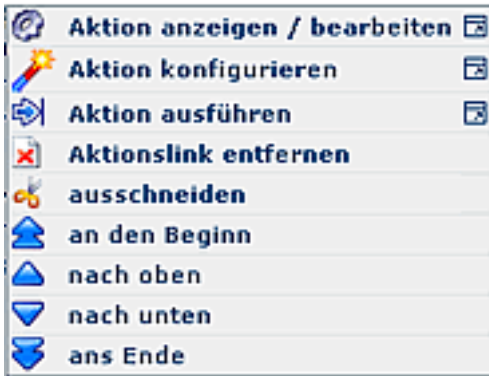 Aktion anzeigen / bearbeiten
Aktion konfigurieren
Aktion ausführen
Aktionslink entfernen
ausschneiden
an den Beginn
nach oben
nach unten
ans Ende